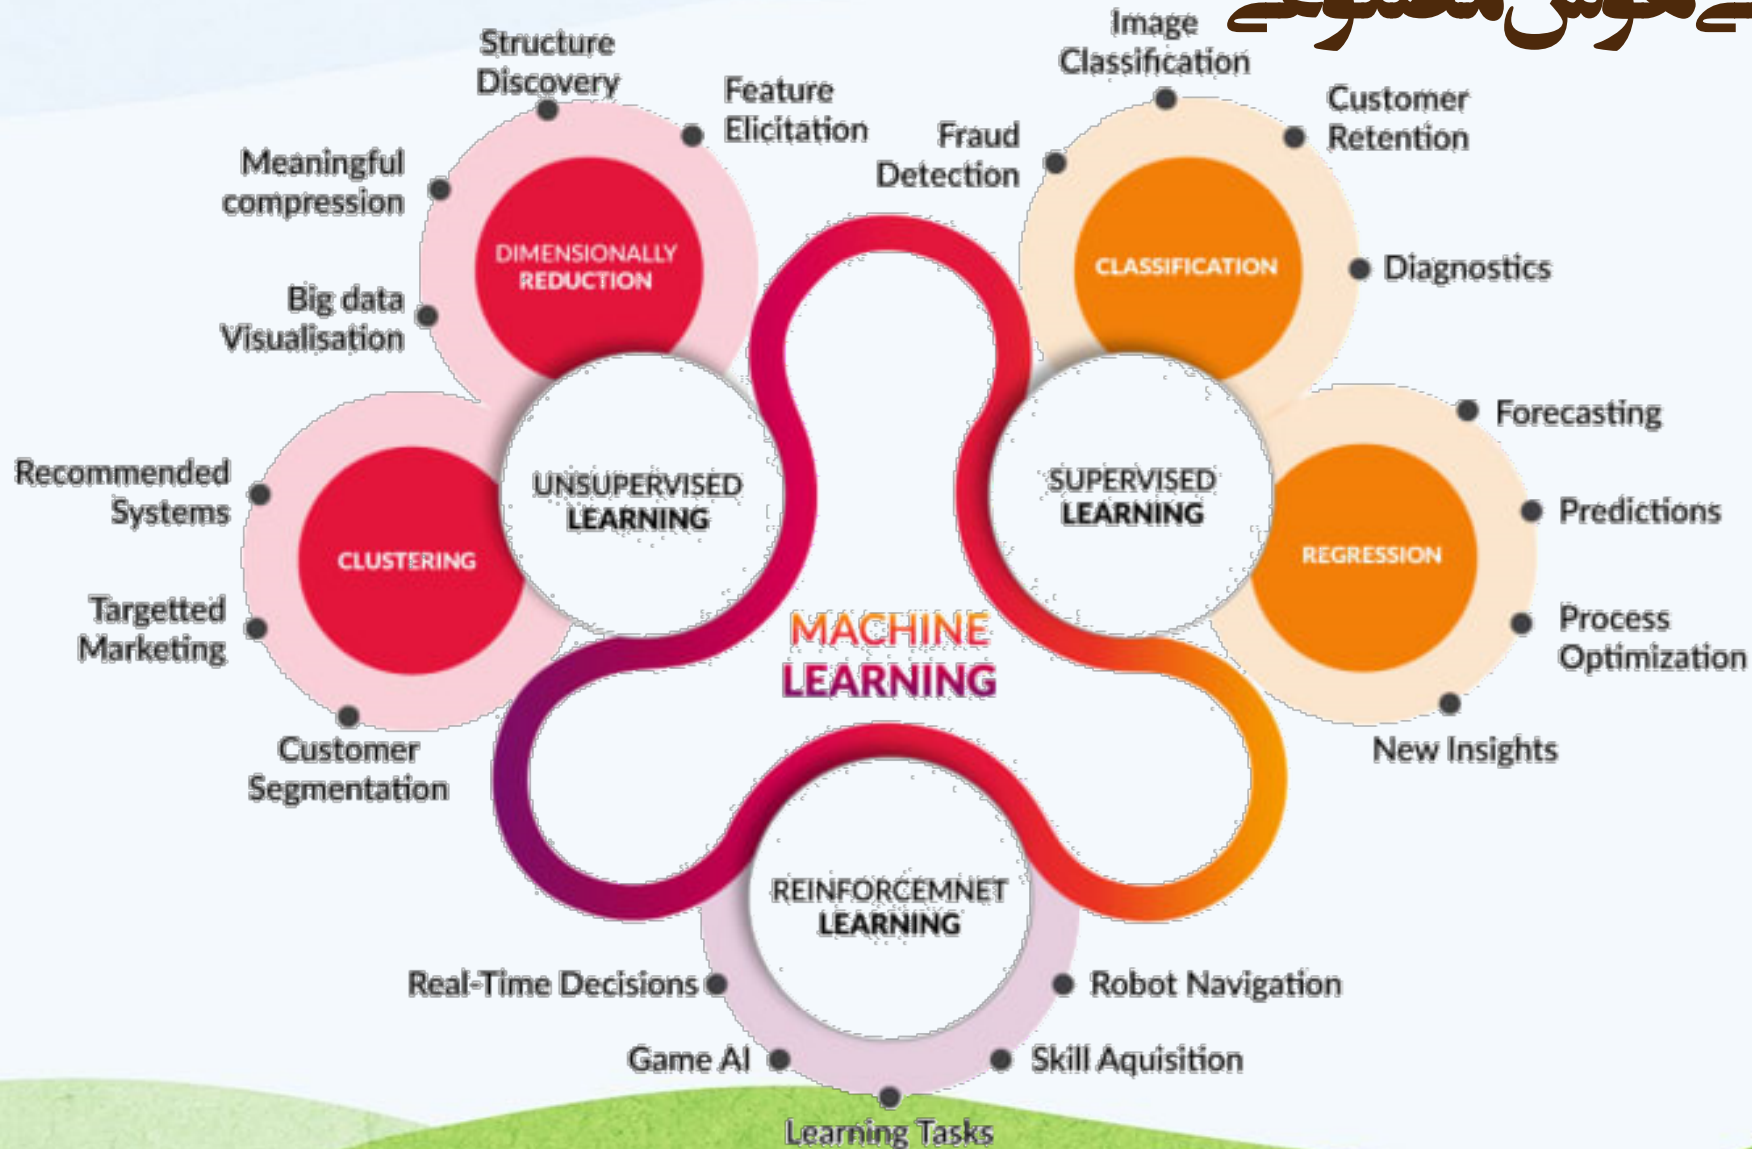 هوش مصنوعی
Structure
Discovery
Feature
Elicitation
Meaningful
compression
Big data
Visualisation
DIMENSIONALLY
REDUCTION
Recommended
Systems
Targetted
Marketing
Customer
Segmentation
CLUSTERING
UNSUPERVISED
LEARNING
Image
Classification
Fraud
Detection
Customer
Retention
Diagnostics
CLASSIFICATION
SUPERVISED
LEARNING
Forecasting
Predictions
Process
Optimization
New Insights
REGRESSION
MACHINE
LEARNING
REINFORCEMNET
LEARNING
Real-Time Decisions
Game AI
Learning Tasks
Skill Aquisition
Robot Navigation